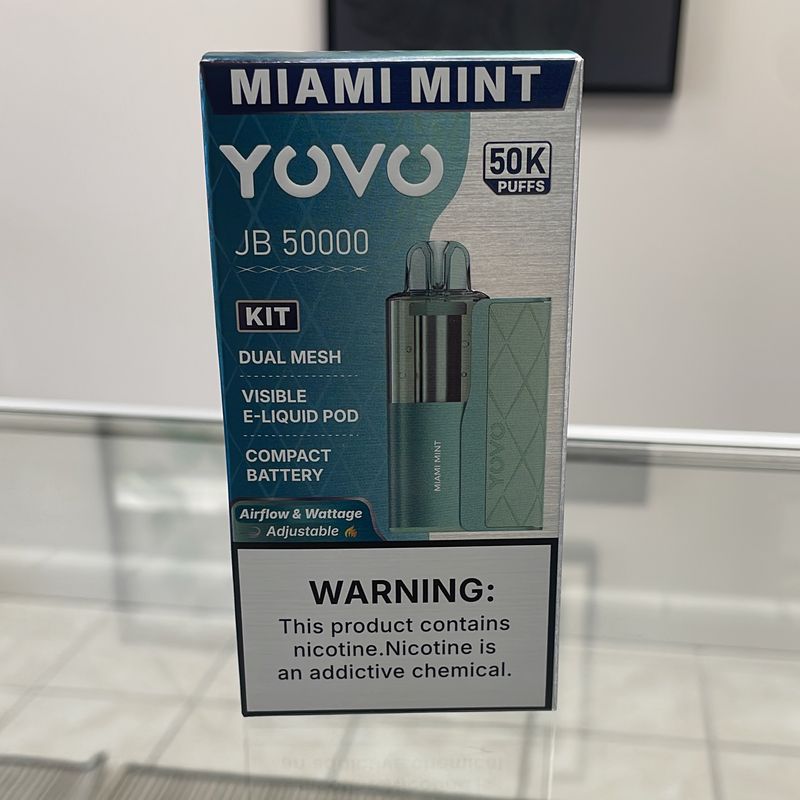 MIAMI MINT
YOVO
50K
PUFFS
JB 50000
KIT
DUAL MESH
VISIBLE
E-LIQUID POD
COMPACT
BATTERY
Airflow & Wattage
Adjustable
MIAMI MINT
YOVO
WARNING:
This product contains
nicotine.Nicotine is
an addictive chemical.